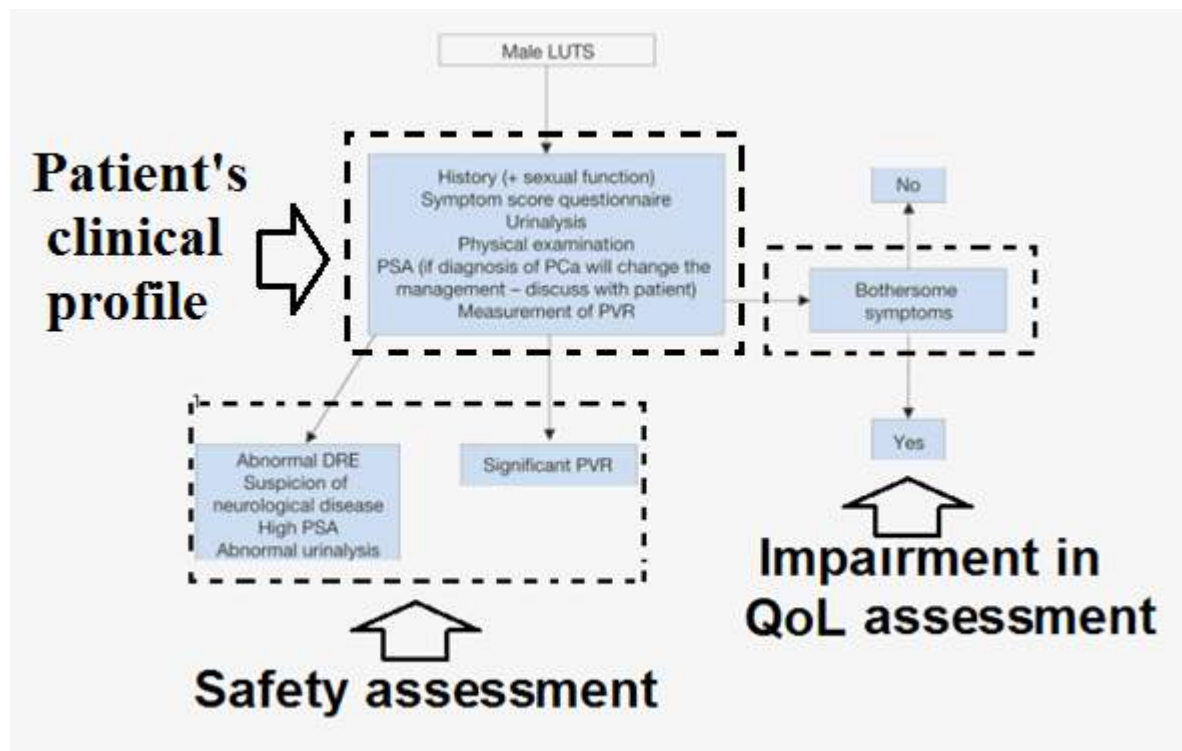 Male LUTS
Patient's
clinical
profile
History (+ sexual function)
Symptom score questionnaire
Urinalysis
Physical examination
PSA (if diagnosis of PCa will change the
management – discuss with patient)
Measurement of PVR
No
Bothersome
symptoms
Yes
Abnormal DRE
Suspicion of
neurological disease
High PSA
Abnormal urinalysis
Significant PVR
Impairment in
QoL assessment
Safety assessment